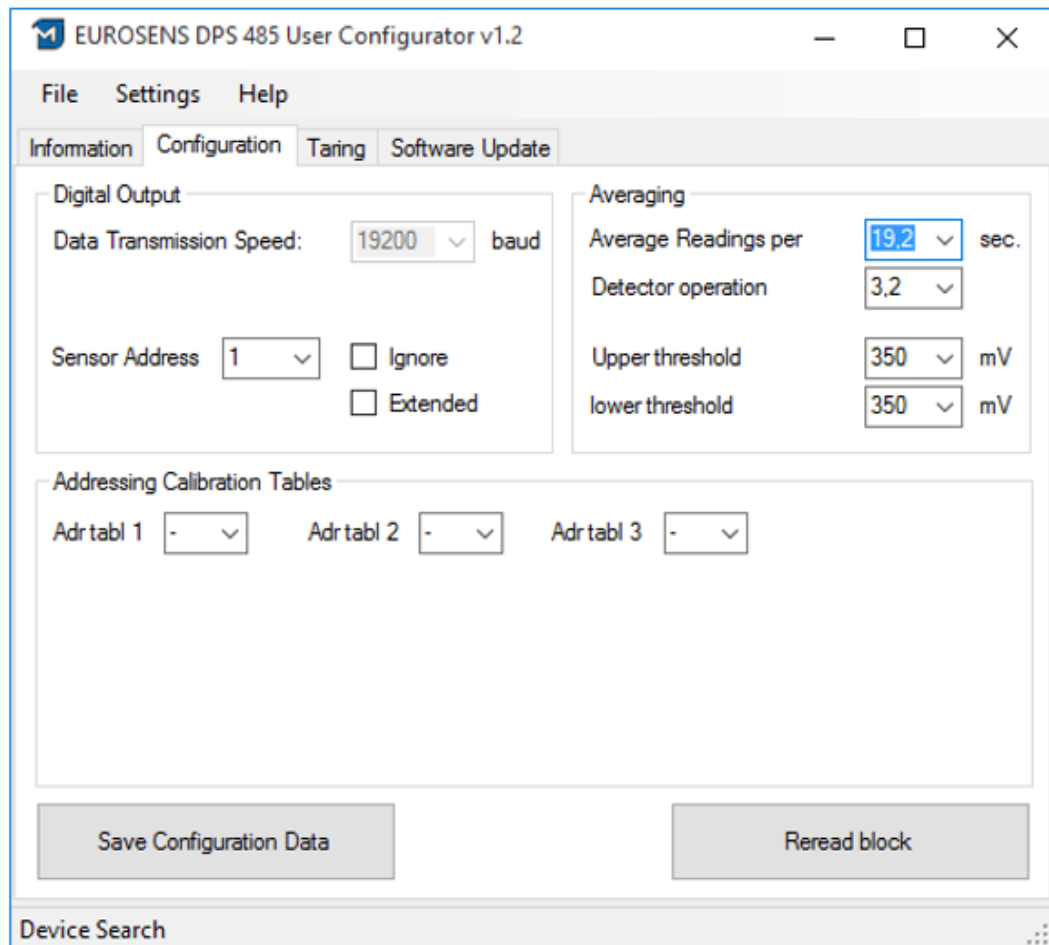 EUROSENS DPS 485 User Configurator v1.2
File Settings Help
Information Configuration Taring Software Update
Digital Output
Data Transmission Speed: 19200 baud
Sensor Address 1 Ignore
Extended
Averaging
Average Readings per 19,2 sec.
Detector operation 3,2
Upper threshold 350 mV
lower threshold 350 mV
Addressing Calibration Tables
Adr tabl 1 - Adr tabl 2 - Adr tabl 3 -
Save Configuration Data Reread block
Device Search